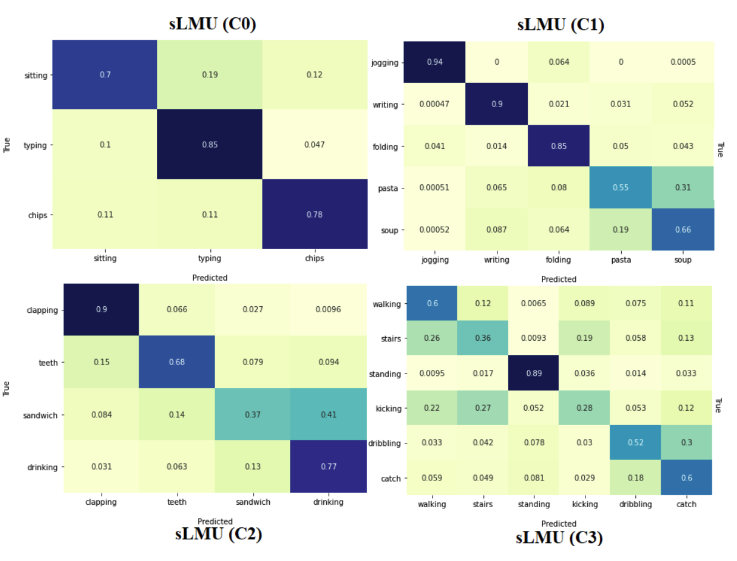 sLMU (C0)
sitting 0.7 0.19 0.12
typing 0.1 0.85 0.047
chips 0.11 0.11 0.78
True
sitting typing chips
Predicted
sLMU (C1)
jogging 0.94 0 0.064 0 0.0005
writing 0.00047 0.9 0.021 0.031 0.052
folding 0.041 0.014 0.85 0.05 0.043
pasta 0.00051 0.065 0.08 0.55 0.31
soup 0.00052 0.087 0.064 0.19 0.66
True
jogging writing folding pasta soup
Predicted
clapping 0.9 0.066 0.027 0.0096
teeth 0.15 0.68 0.079 0.094
sandwich 0.084 0.14 0.37 0.41
drinking 0.031 0.063 0.13 0.77
True
clapping teeth sandwich drinking
Predicted
sLMU (C2)
walking 0.6 0.12 0.0065 0.089 0.075 0.11
stairs 0.26 0.36 0.0093 0.19 0.058 0.13
standing 0.0095 0.017 0.89 0.036 0.014 0.033
kicking 0.22 0.27 0.052 0.28 0.053 0.12
dribbling 0.033 0.042 0.078 0.03 0.52 0.3
catch 0.059 0.049 0.081 0.029 0.18 0.6
True
walking stairs standing kicking dribbling catch
Predicted
sLMU (C3)